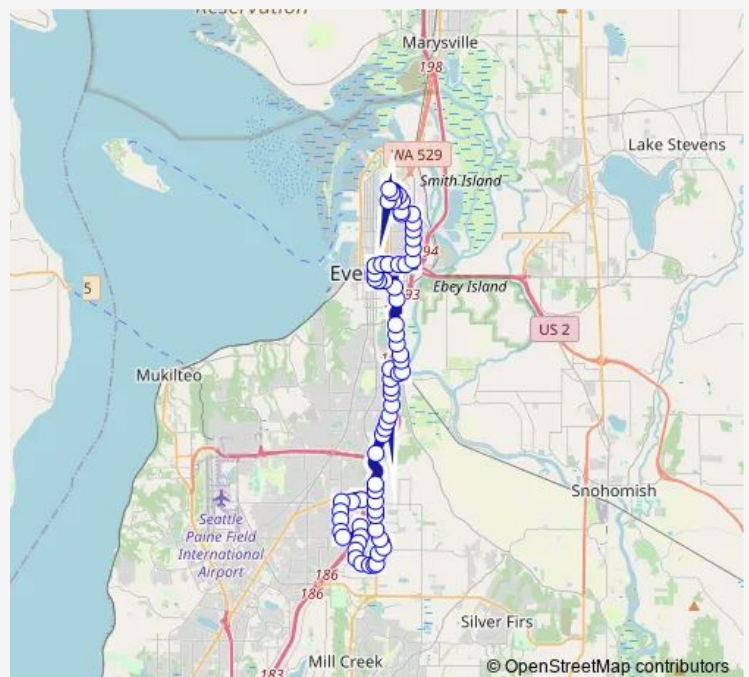 Reservation
Marysville
198
Lake Stevens
WA 529
Smith Island
94
Eve
5
93
Ebey Island
US 2
Mukilteo
1
Snohomish
Seattle
Paine Field
International
Airport
186
186
Silver Firs
Mill Creek
183
© OpenStreetMap contributors